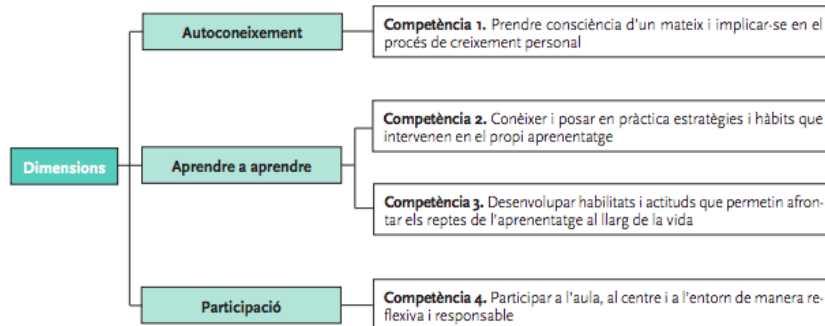 Dimensions
Autoconeixement
Competència 1. Prendre consciència d'un mateix i implicar-se en el
procés de creixement personal
Aprendre a aprendre
Competència 2. Conèixer i posar en pràctica estratègies i hàbits que
intervenen en el propi aprenentatge
Competència 3. Desenvolupar habilitats i actituds que permetin afron-
tar els reptes de l'aprenentatge al llarg de la vida
Participació
Competència 4. Participar a l'aula, al centre i a l'entorn de manera re-
flexiva i responsable